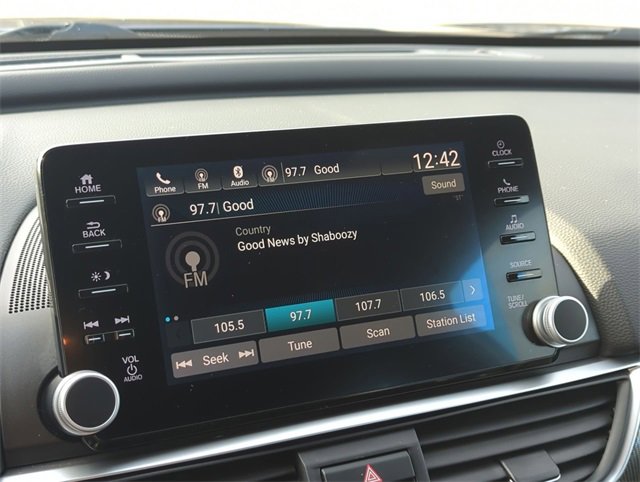 HOME
BACK
VOL
AUDIO
Phone
FM
Audio
97.7 Good
12:42
97.7 Good
Sound
ST
Country
Good News by Shaboozy
FM
105.5
97.7
107.7
106.5
Seek
Tune
Scan
Station List
CLOCK
PHONE
AUDIO
SOURCE
TUNE/
SCROLL